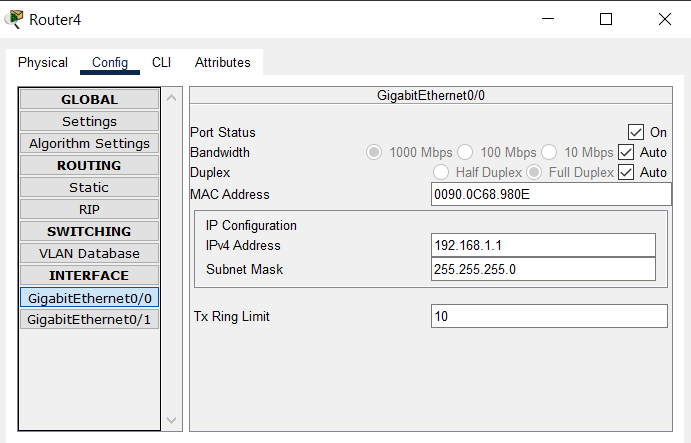 Router4
Physical Config CLI Attributes
GLOBAL
Settings
Algorithm Settings
ROUTING
Static
RIP
SWITCHING
VLAN Database
INTERFACE
GigabitEthernet0/0
GigabitEthernet0/1
GigabitEthernet0/0
Port Status On
Bandwidth 1000 Mbps 100 Mbps 10 Mbps Auto
Duplex Half Duplex Full Duplex Auto
MAC Address 0090.0C68.980E
IP Configuration
IPv4 Address 192.168.1.1
Subnet Mask 255.255.255.0
Tx Ring Limit 10